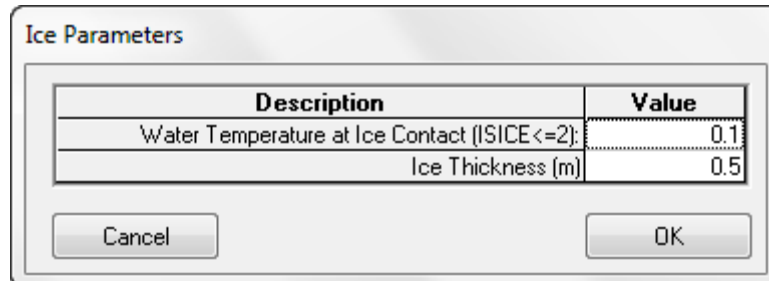 Ice Parameters
Description Value
Water Temperature at Ice Contact (ISICE<=2): 0.1
Ice Thickness (m) 0.5
Cancel OK